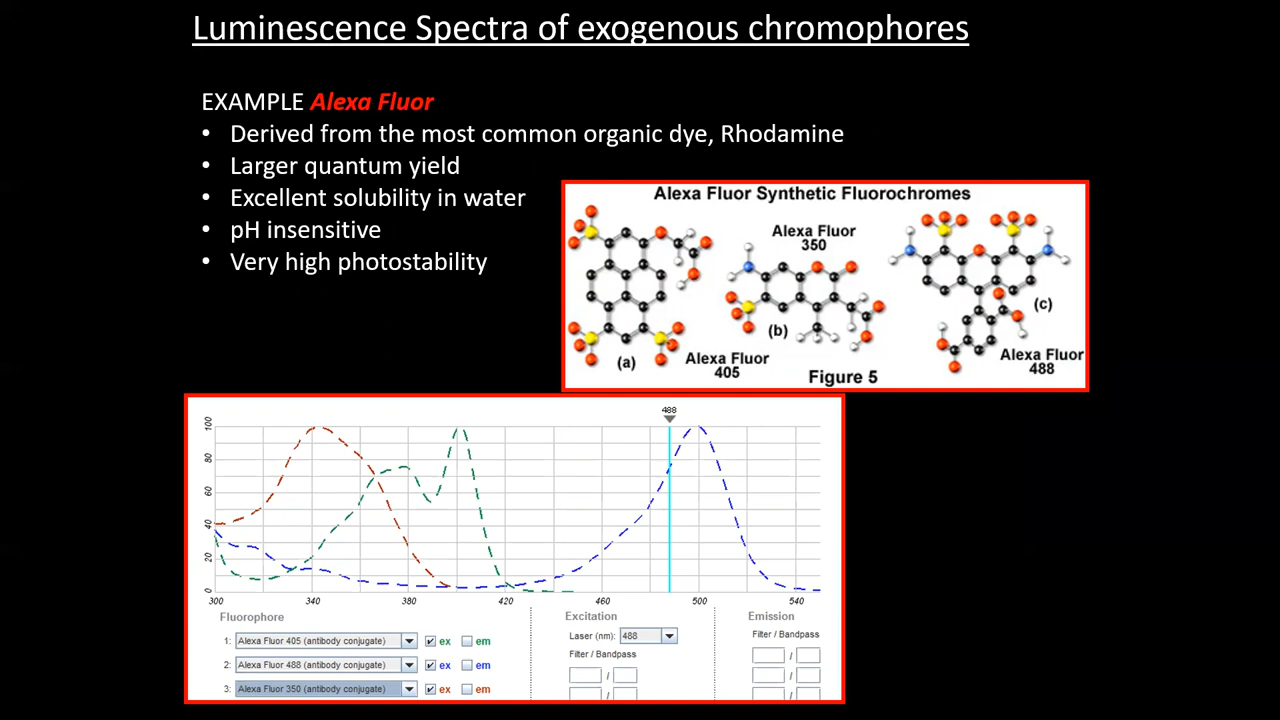 Luminescence Spectra of exogenous chromophores
EXAMPLE Alexa Fluor
• Derived from the most common organic dye, Rhodamine
• Larger quantum yield
• Excellent solubility in water
• pH insensitive
• Very high photostability
Alexa Fluor Synthetic Fluorochromes
Alexa Fluor
350
(a)
(b)
(c)
Alexa Fluor
405
Alexa Fluor
488
Figure 5
488
100
80
60
40
20
0
300 340 380 420 460 500 540
Fluorophore
1: Alexa Fluor 405 (antibody conjugate) ex em
2: Alexa Fluor 488 (antibody conjugate) ex em
3: Alexa Fluor 350 (antibody conjugate) ex em
Excitation
Laser (nm): 488
Filter / Bandpass
/
/
Emission
Filter / Bandpass
/
/
/